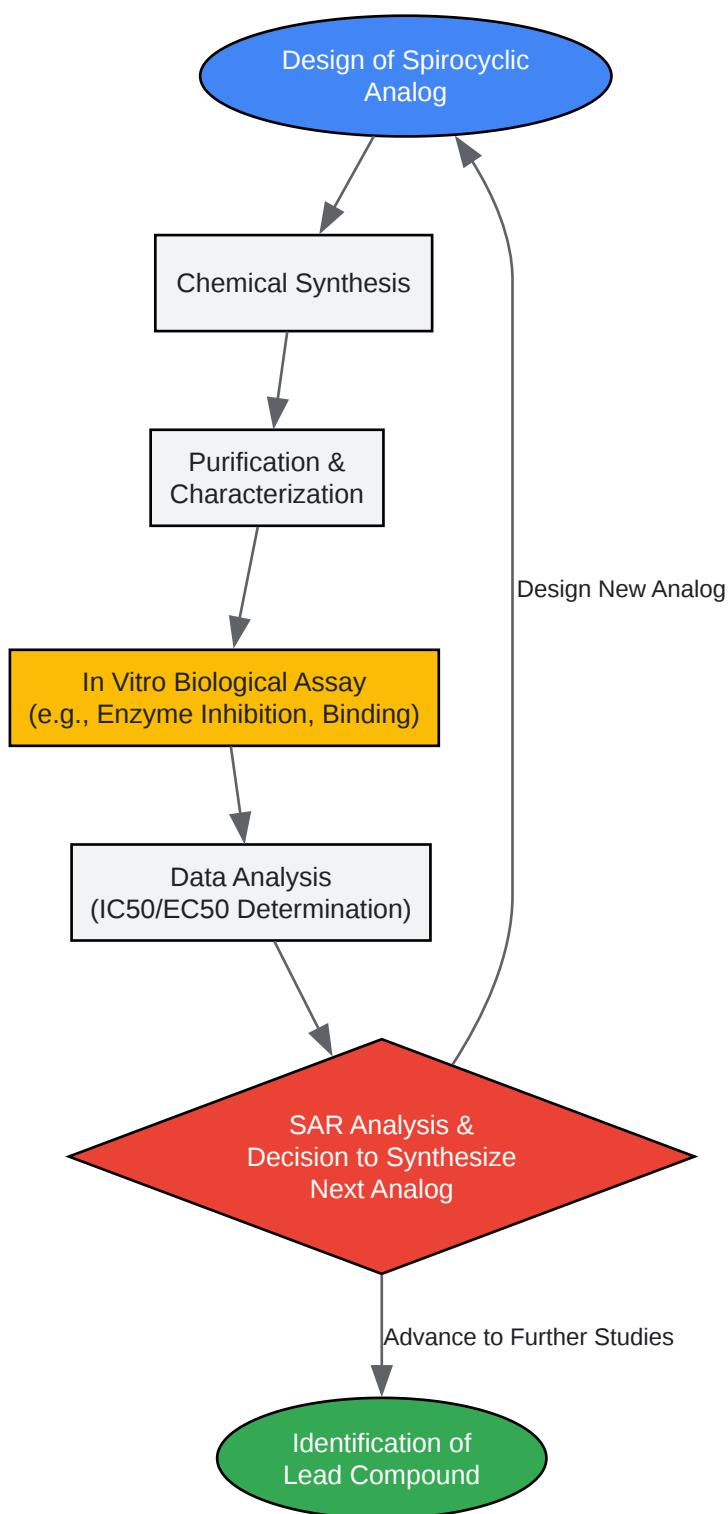 Design of Spirocyclic
Analog
Chemical Synthesis
Purification &
Characterization
Design New Analog
In Vitro Biological Assay
(e.g., Enzyme Inhibition, Binding)
Data Analysis
(IC50/EC50 Determination)
SAR Analysis &
Decision to Synthesize
Next Analog
Advance to Further Studies
Identification of
Lead Compound